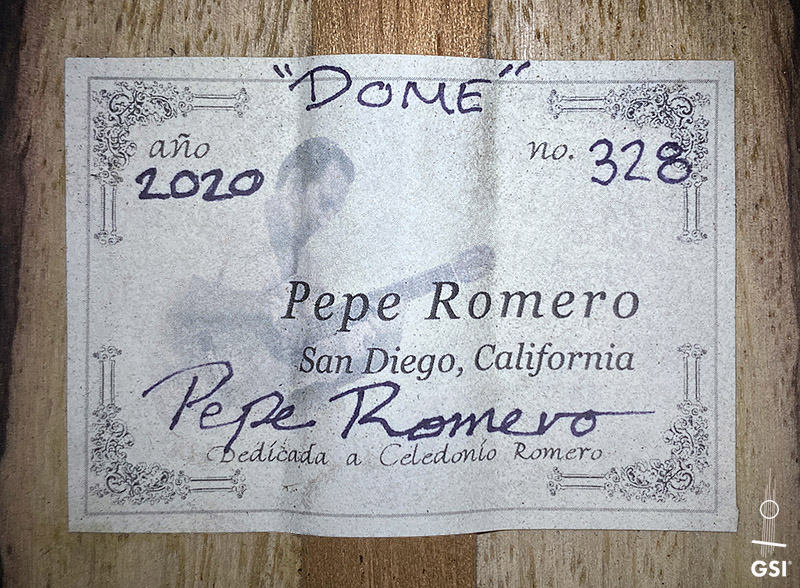 "DOME"
año
no. 328
2020
Pepe Romero
San Diego, California
Pepe Romero
Dedicada a Celedonio Romero
GSI®